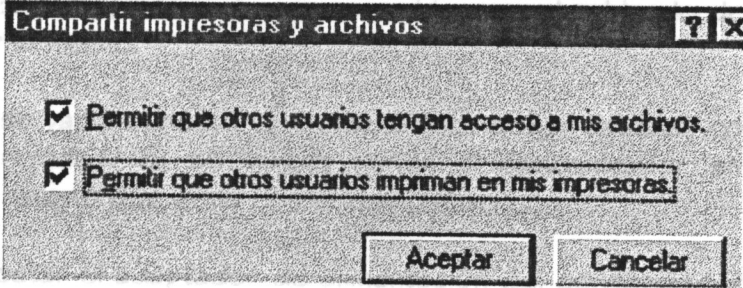 Compartir impresoras y archivos
Permitir que otros usuarios tengan acceso a mis archivos.
Permitir que otros usuarios impriman en mis impresoras.
Aceptar Cancelar